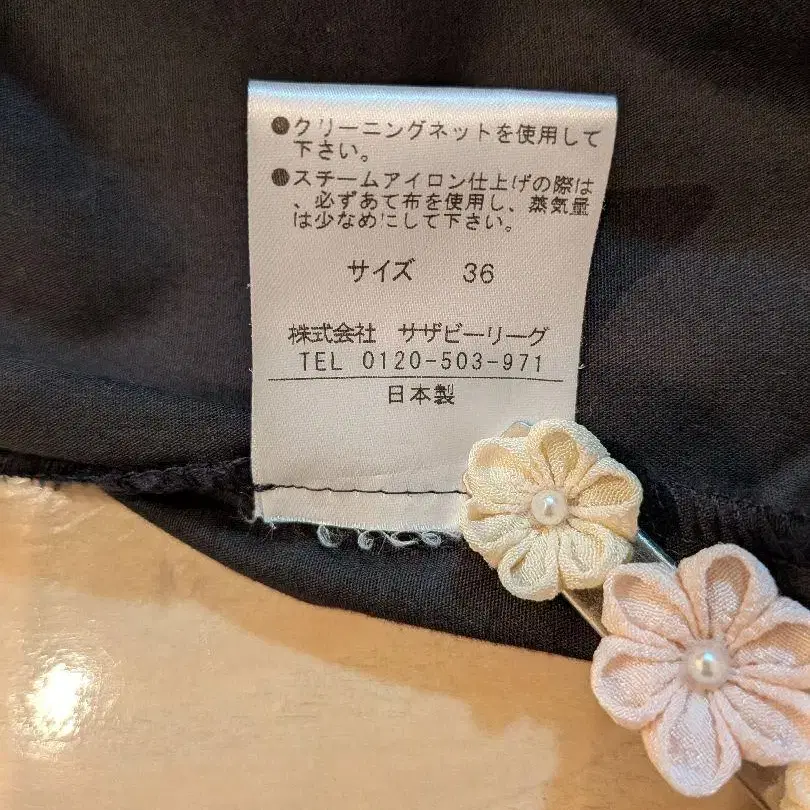 ●クリーニングネットを使用して
下さい。
●スチームアイロン仕上げの際は
、必ずあて布を使用し、蒸気量
は少なめにして下さい。
サイズ 36
株式会社 サザビーリーグ
TEL 0120-503-971
日本製